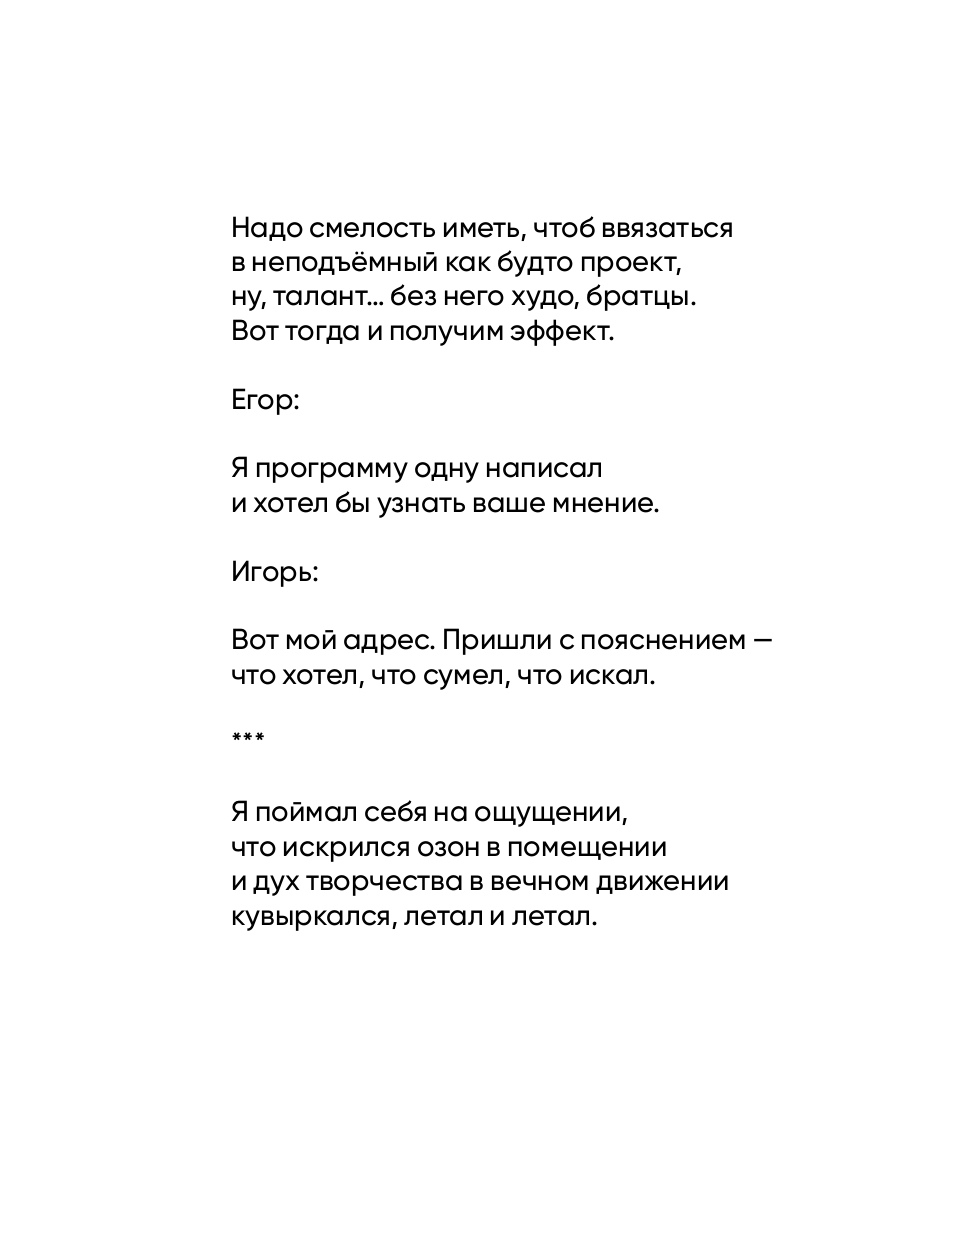 Надо смелость иметь, чтоб ввязаться
в неподъёмный как будто проект,
ну, талант... без него худо, братцы.
Вот тогда и получим эффект.
Егор:
Я программу одну написал
и хотел бы узнать ваше мнение.
Игорь:
Вот мой адрес. Пришли с пояснением —
что хотел, что сумел, что искал.
***
Я поймал себя на ощущении,
что искрился озон в помещении
и дух творчества в вечном движении
кувыркался, летал и летал.